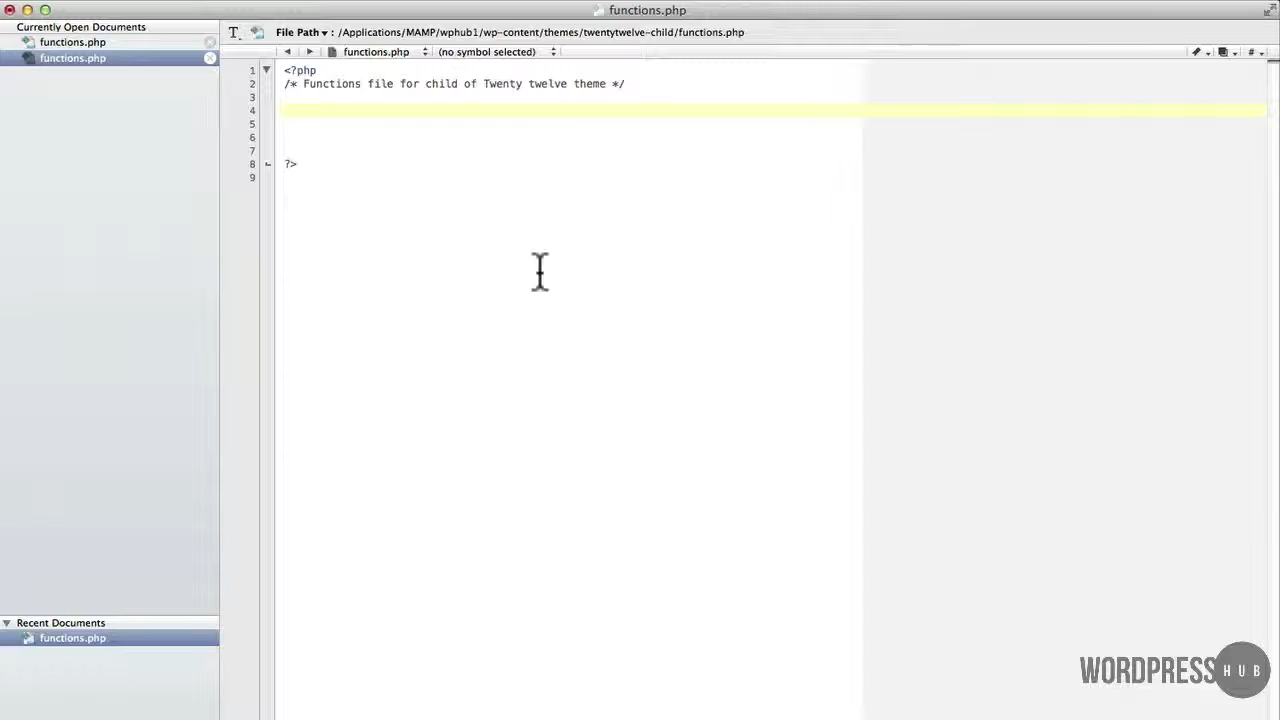 functions.php
Currently Open Documents
functions.php
functions.php
File Path ▾ : /Applications/MAMP/wphub1/wp-content/themes/twentytwelve-child/functions.php
functions.php (no symbol selected) #
1 <?php
2 /* Functions file for child of Twenty twelve theme */
3
4
5
6
7
8 ?>
9
Recent Documents
functions.php
WORDPRESS HUB